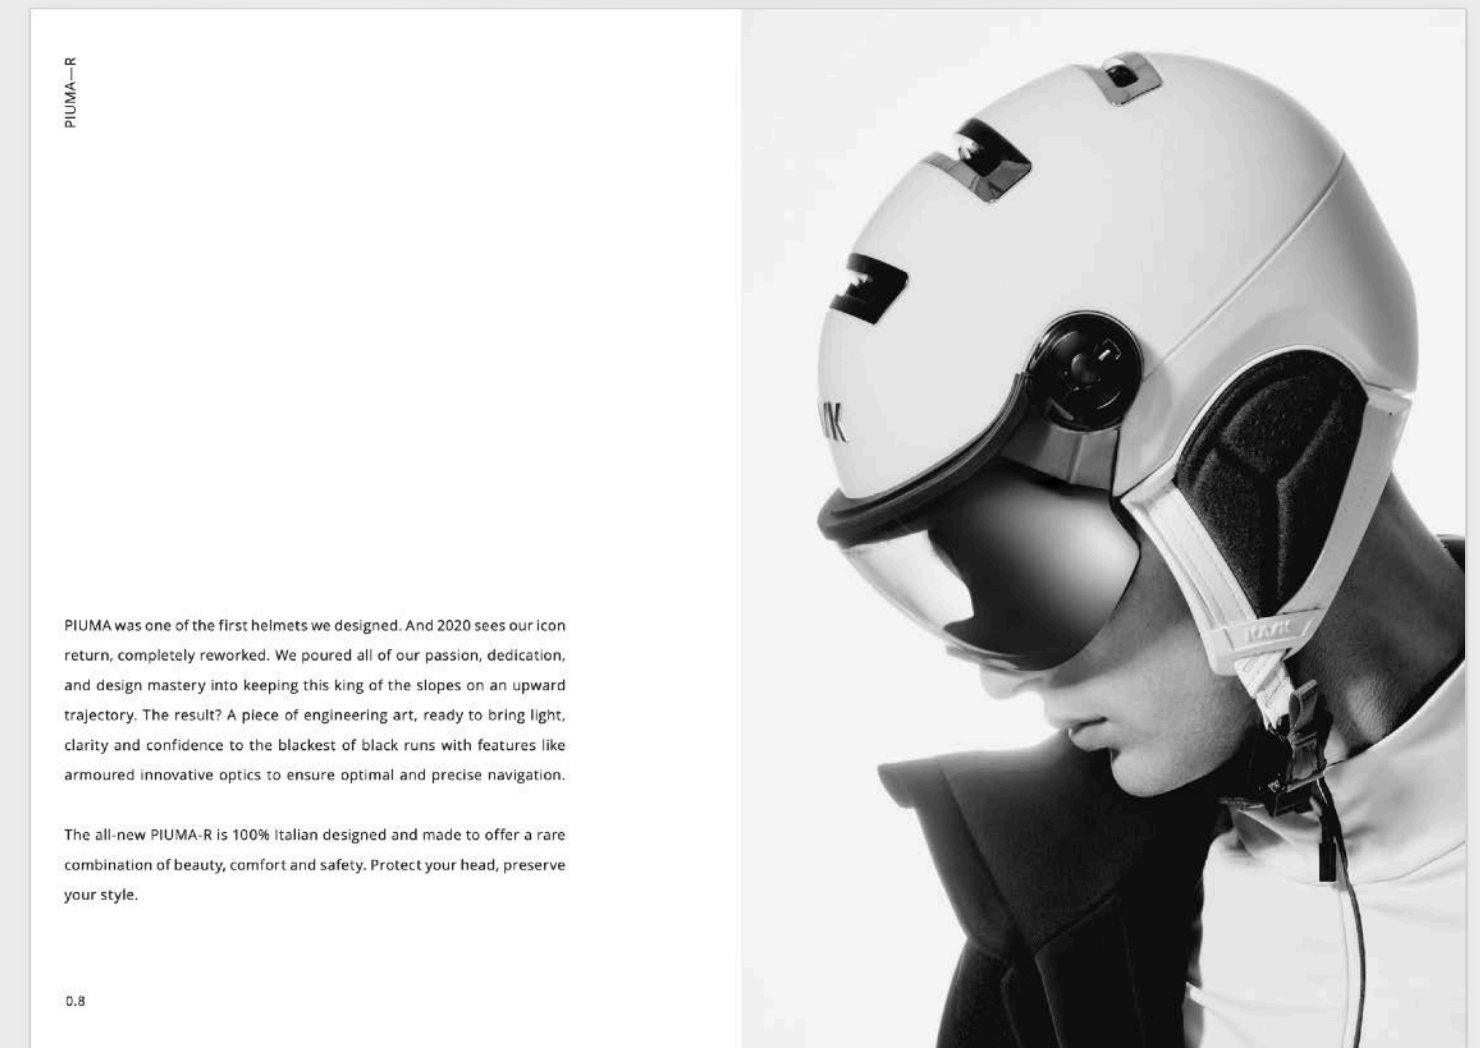 PIUMA—R
PIUMA was one of the first helmets we designed. And 2020 sees our icon
return, completely reworked. We poured all of our passion, dedication,
and design mastery into keeping this king of the slopes on an upward
trajectory. The result? A piece of engineering art, ready to bring light,
clarity and confidence to the blackest of black runs with features like
armoured innovative optics to ensure optimal and precise navigation.
The all-new PIUMA-R is 100% Italian designed and made to offer a rare
combination of beauty, comfort and safety. Protect your head, preserve
your style.
0.8